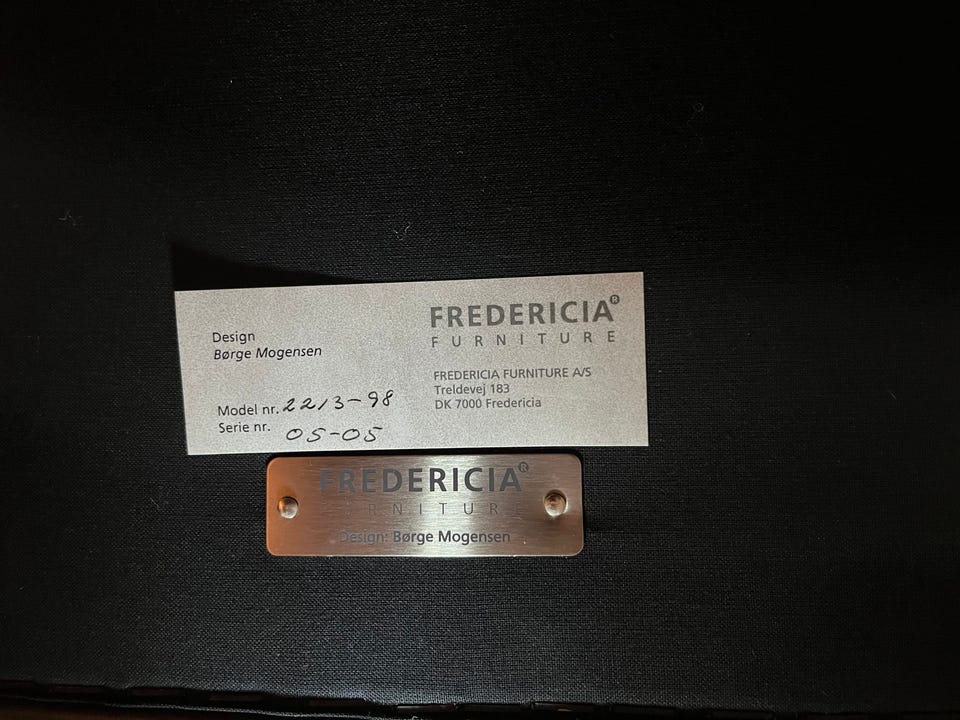 FREDERICIA®
FURNITURE
Design
Børge Mogensen
FREDERICIA FURNITURE A/S
Treldevej 183
DK 7000 Fredericia
Model nr. 2213-98
Serie nr. 05-05
FREDERICIA®
FURNITURE
Design: Børge Mogensen